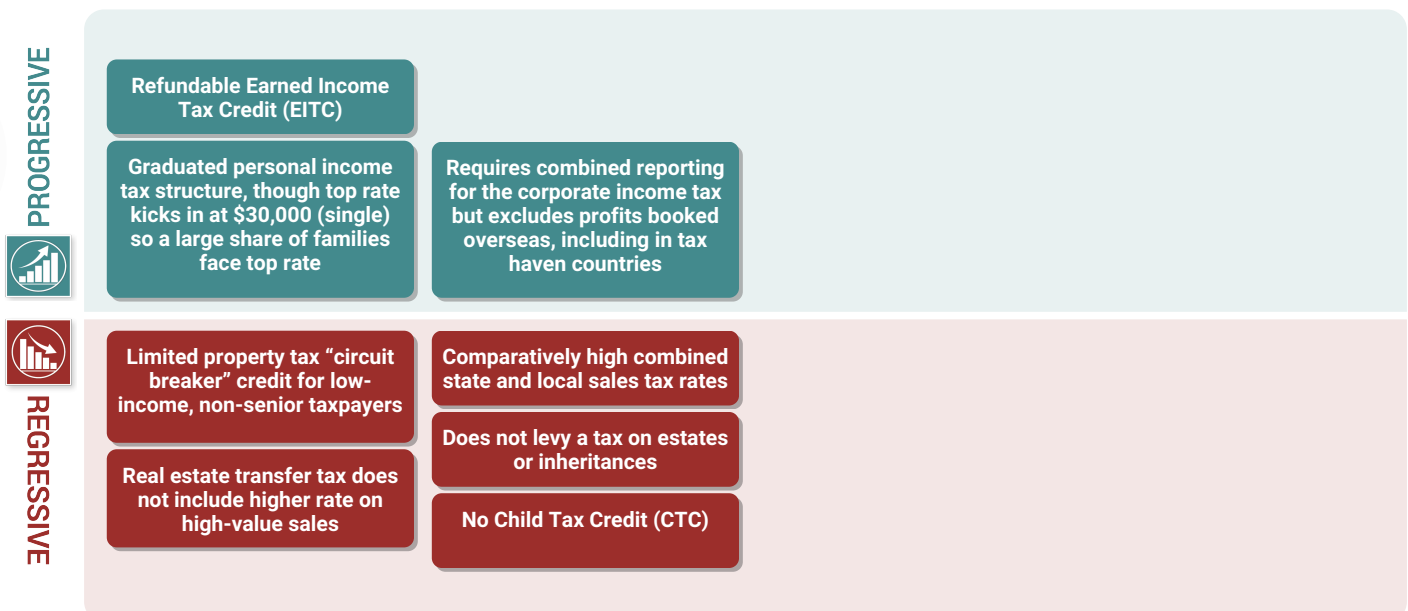 PROGRESSIVE
Refundable Earned Income
Tax Credit (EITC)
Graduated personal income
tax structure, though top rate
kicks in at $30,000 (single)
so a large share of families
face top rate
Requires combined reporting
for the corporate income tax
but excludes profits booked
overseas, including in tax
haven countries
REGRESSIVE
Limited property tax “circuit
breaker” credit for low-
income, non-senior taxpayers
Real estate transfer tax does
not include higher rate on
high-value sales
Comparatively high combined
state and local sales tax rates
Does not levy a tax on estates
or inheritances
No Child Tax Credit (CTC)